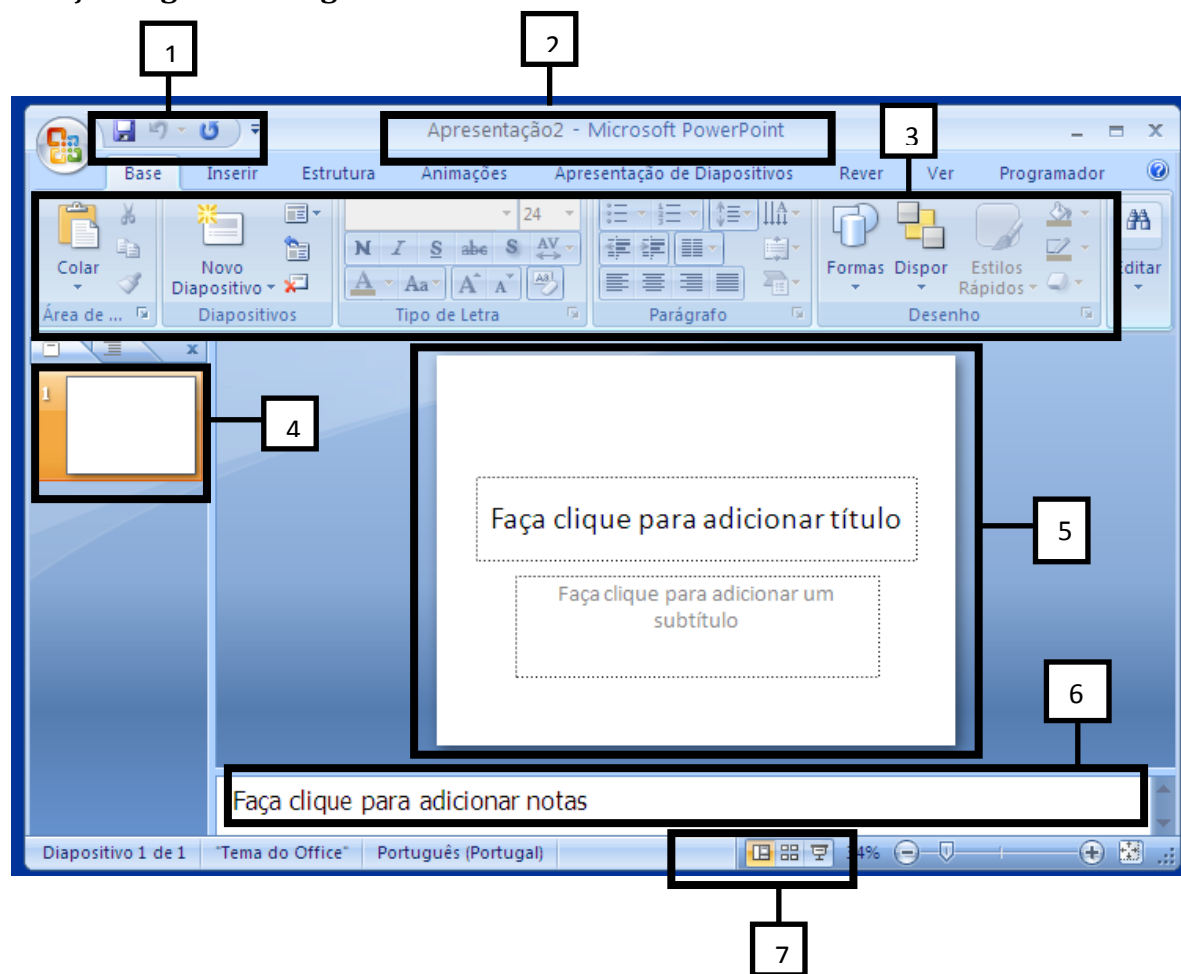 1
2
Apresentação2 - Microsoft PowerPoint
3
Base Inserir Estrutura Animações Apresentação de Diapositivos Rever Ver Programador
24
N I S abe S AV
A Aa A A
Colar
Novo
Diapositivo
Formas Dispor Estilos
Rápidos
Editar
Área de ... Diapositivos Tipo de Letra Parágrafo Desenho
1
4
Faça clique para adicionar título
5
Faça clique para adicionar um
subtítulo
6
Faça clique para adicionar notas
Diapositivo 1 de 1 "Tema do Office" Português (Portugal) 34%
7